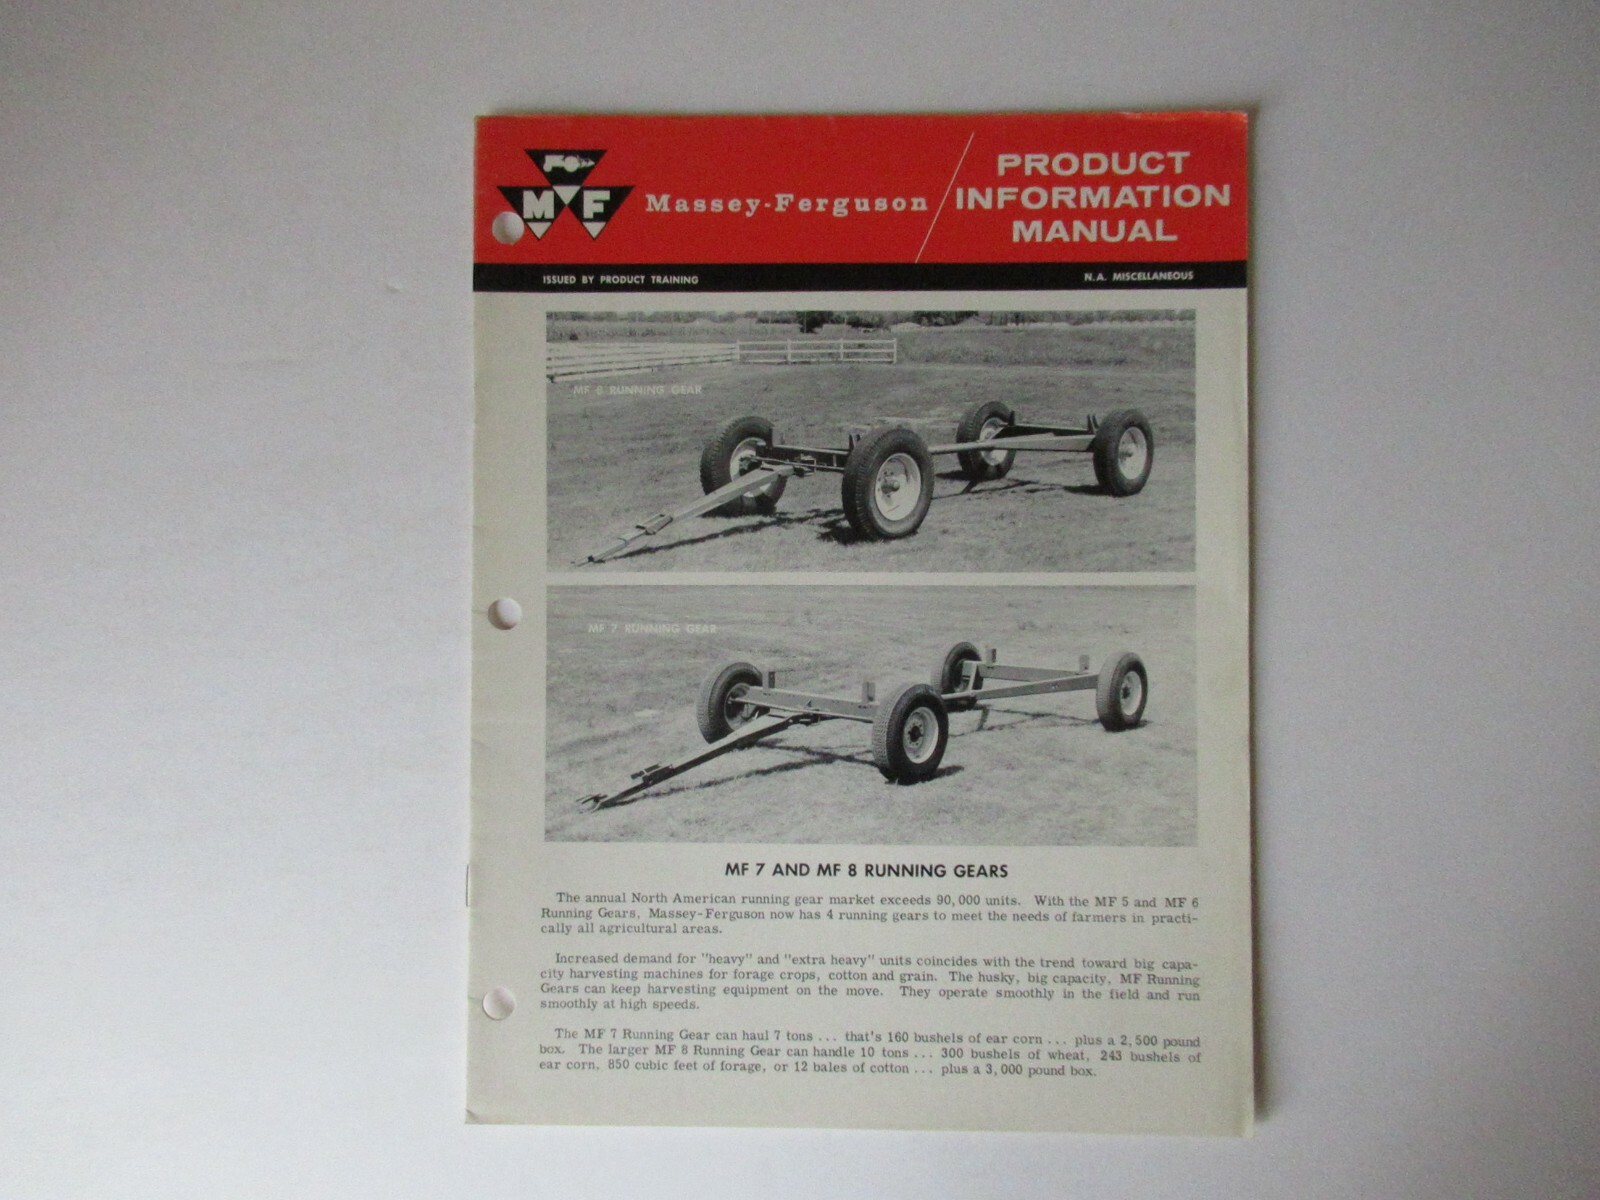 M F
Massey-Ferguson
PRODUCT
INFORMATION
MANUAL
ISSUED BY PRODUCT TRAINING
N.A. MISCELLANEOUS
MF 8 RUNNING GEAR
MF 7 RUNNING GEAR
MF 7 AND MF 8 RUNNING GEARS
The annual North American running gear market exceeds 90,000 units. With the MF 5 and MF 6
Running Gears, Massey-Ferguson now has 4 running gears to meet the needs of farmers in practi-
cally all agricultural areas.
Increased demand for "heavy" and "extra heavy" units coincides with the trend toward big capa-
city harvesting machines for forage crops, cotton and grain. The husky, big capacity, MF Running
Gears can keep harvesting equipment on the move. They operate smoothly in the field and run
smoothly at high speeds.
The MF 7 Running Gear can haul 7 tons ... that's 160 bushels of ear corn ... plus a 2,500 pound
box. The larger MF 8 Running Gear can handle 10 tons ... 300 bushels of wheat, 243 bushels of
ear corn, 850 cubic feet of forage, or 12 bales of cotton ... plus a 3,000 pound box.